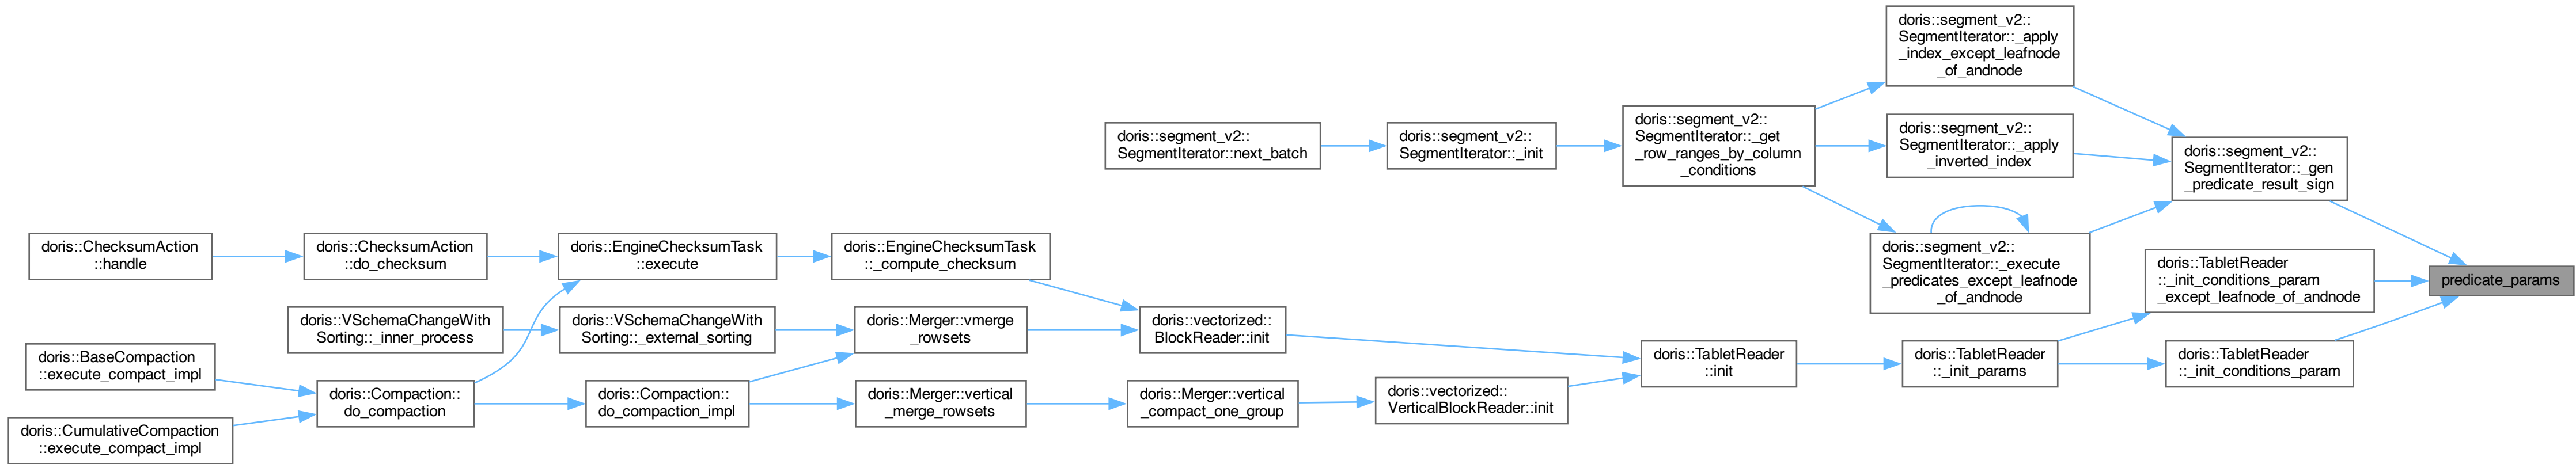 doris::segment_v2::
SegmentIterator::_apply
_index_except_leafnode
_of_andnode
doris::segment_v2::
SegmentIterator::next_batch
doris::segment_v2::
SegmentIterator::_init
doris::segment_v2::
SegmentIterator::_get
_row_ranges_by_column
_conditions
doris::segment_v2::
SegmentIterator::_apply
_inverted_index
doris::segment_v2::
SegmentIterator::_gen
_predicate_result_sign
doris::ChecksumAction
::handle
doris::ChecksumAction
::do_checksum
doris::EngineChecksumTask
::execute
doris::EngineChecksumTask
::_compute_checksum
doris::segment_v2::
SegmentIterator::_execute
_predicates_except_leafnode
_of_andnode
doris::TabletReader
::_init_conditions_param
_except_leafnode_of_andnode
predicate_params
doris::VSchemaChangeWith
Sorting::_inner_process
doris::VSchemaChangeWith
Sorting::_external_sorting
doris::Merger::vmerge
_rowsets
doris::vectorized::
BlockReader::init
doris::BaseCompaction
::execute_compact_impl
doris::TabletReader
::init
doris::TabletReader
::_init_params
doris::TabletReader
::_init_conditions_param
doris::Compaction::
do_compaction
doris::Compaction::
do_compaction_impl
doris::Merger::vertical
_merge_rowsets
doris::Merger::vertical
_compact_one_group
doris::vectorized::
VerticalBlockReader::init
doris::CumulativeCompaction
::execute_compact_impl